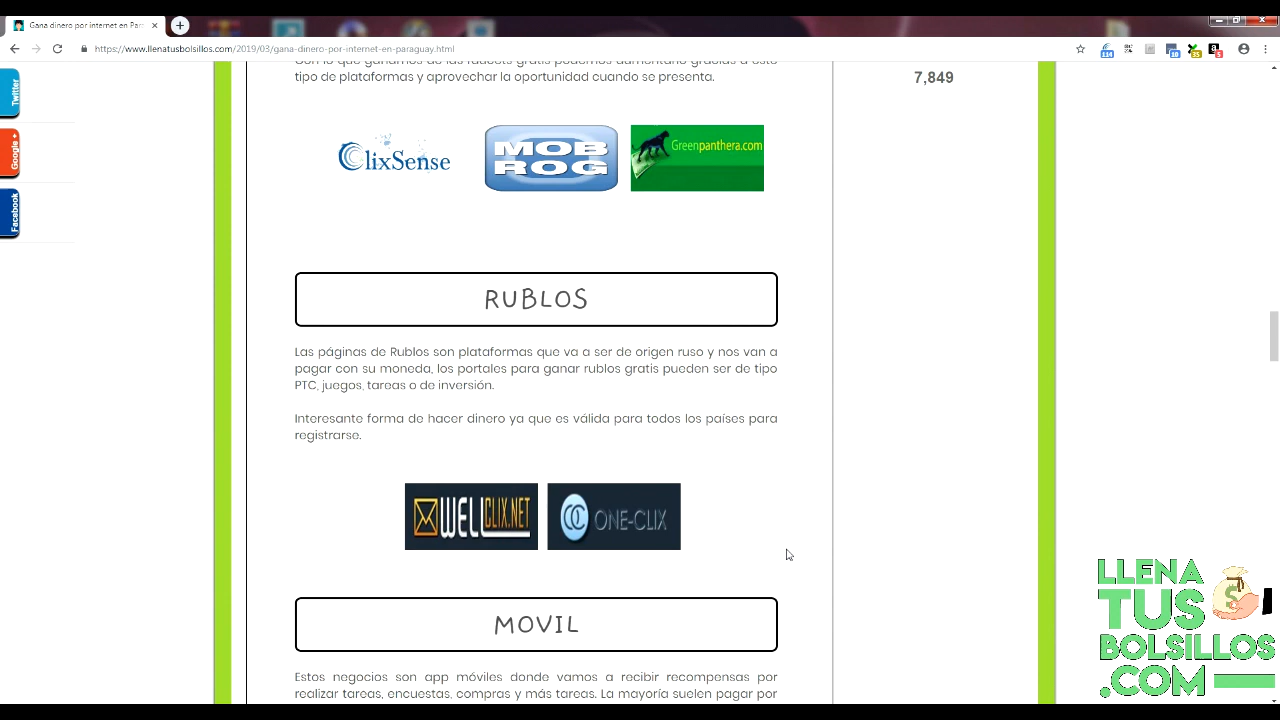 Gana dinero por internet en Par
https://www.llenatusbolsillos.com/2019/03/gana-dinero-por-internet-en-paraguay.html
114
10
35
5
Twitter
Google +
Facebook
tipo de plataformas y aprovechar la oportunidad cuando se presenta.
7,849
ClixSense
MOB
ROG
Greenpanthera.com
RUBLOS
Las páginas de Rublos son plataformas que va a ser de origen ruso y nos van a
pagar con su moneda, los portales para ganar rublos gratis pueden ser de tipo
PTC, juegos, tareas o de inversión.
Interesante forma de hacer dinero ya que es válida para todos los países para
registrarse.
WELLCLIX.NET
OC ONE-CLIX
MOVIL
Estos negocios son app móviles donde vamos a recibir recompensas por
realizar tareas, encuestas, compras y más tareas. La mayoría suelen pagar por
LLENA
TUS
BOLSILLOS
.COM